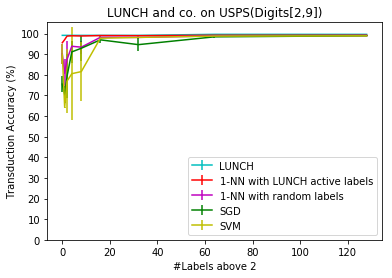 LUNCH and co. on USPS(Digits[2,9])
Transduction Accuracy (%)
100
90
80
70
60
50
40
30
20
10
0
LUNCH
1-NN with LUNCH active labels
1-NN with random labels
SGD
SVM
0 20 40 60 80 100 120
#Labels above 2